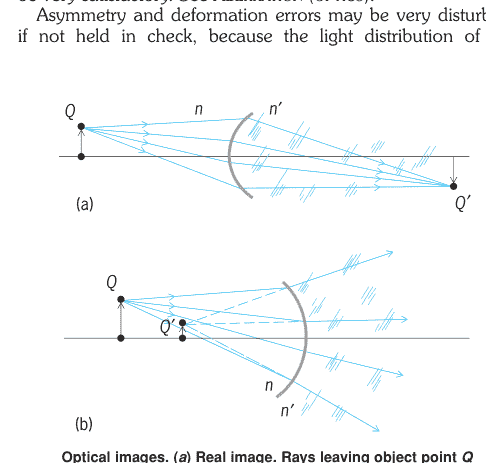 Asymmetry and deformation errors may be very disturb
if not held in check, because the light distribution of
Q
n
n′
Q′
(a)
Q
Q′
n
n′
(b)
Optical images. (a) Real image. Rays leaving object point Q